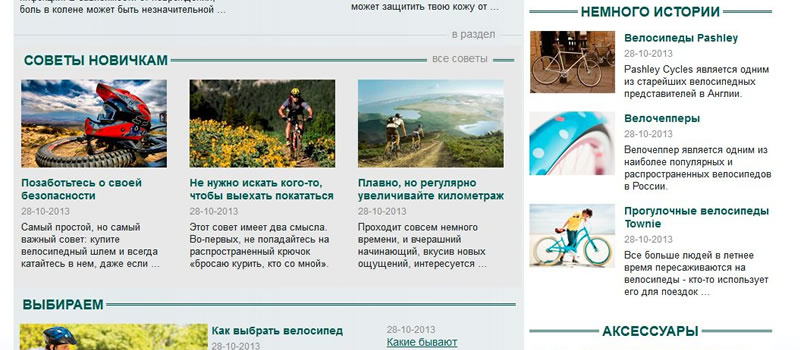 боль в колене может быть незначительной ...
может защитить твою кожу от ...
в раздел
СОВЕТЫ НОВИЧКАМ
все советы
Позаботьтесь о своей
безопасности
28-10-2013
Самый простой, но самый
важный совет: купите
велосипедный шлем и всегда
катайтесь в нем, даже если ...
Не нужно искать кого-то,
чтобы выехать покататься
28-10-2013
Этот совет имеет два смысла.
Во-первых, не попадайтесь на
распространенный крючок
«бросаю курить, кто со мной».
Плавно, но регулярно
увеличивайте километраж
28-10-2013
Проходит совсем немного
времени, и вчерашний
начинающий, вкусив новых
ощущений, интересуется ...
ВЫБИРАЕМ
Как выбрать велосипед
28-10-2013
28-10-2013
Какие бывают
НЕМНОГО ИСТОРИИ
Велосипеды Pashley
28-10-2013
Pashley Cycles является одним
из старейших велосипедных
представителей в Англии.
Велочепперы
28-10-2013
Велочеппер является одним из
наиболее популярных и
распространенных велосипедов
в России.
Прогулочные велосипеды
Townie
28-10-2013
Все больше людей в летнее
время пересаживаются на
велосипеды - кто-то использует
его для поездок ...
АКСЕССУАРЫ